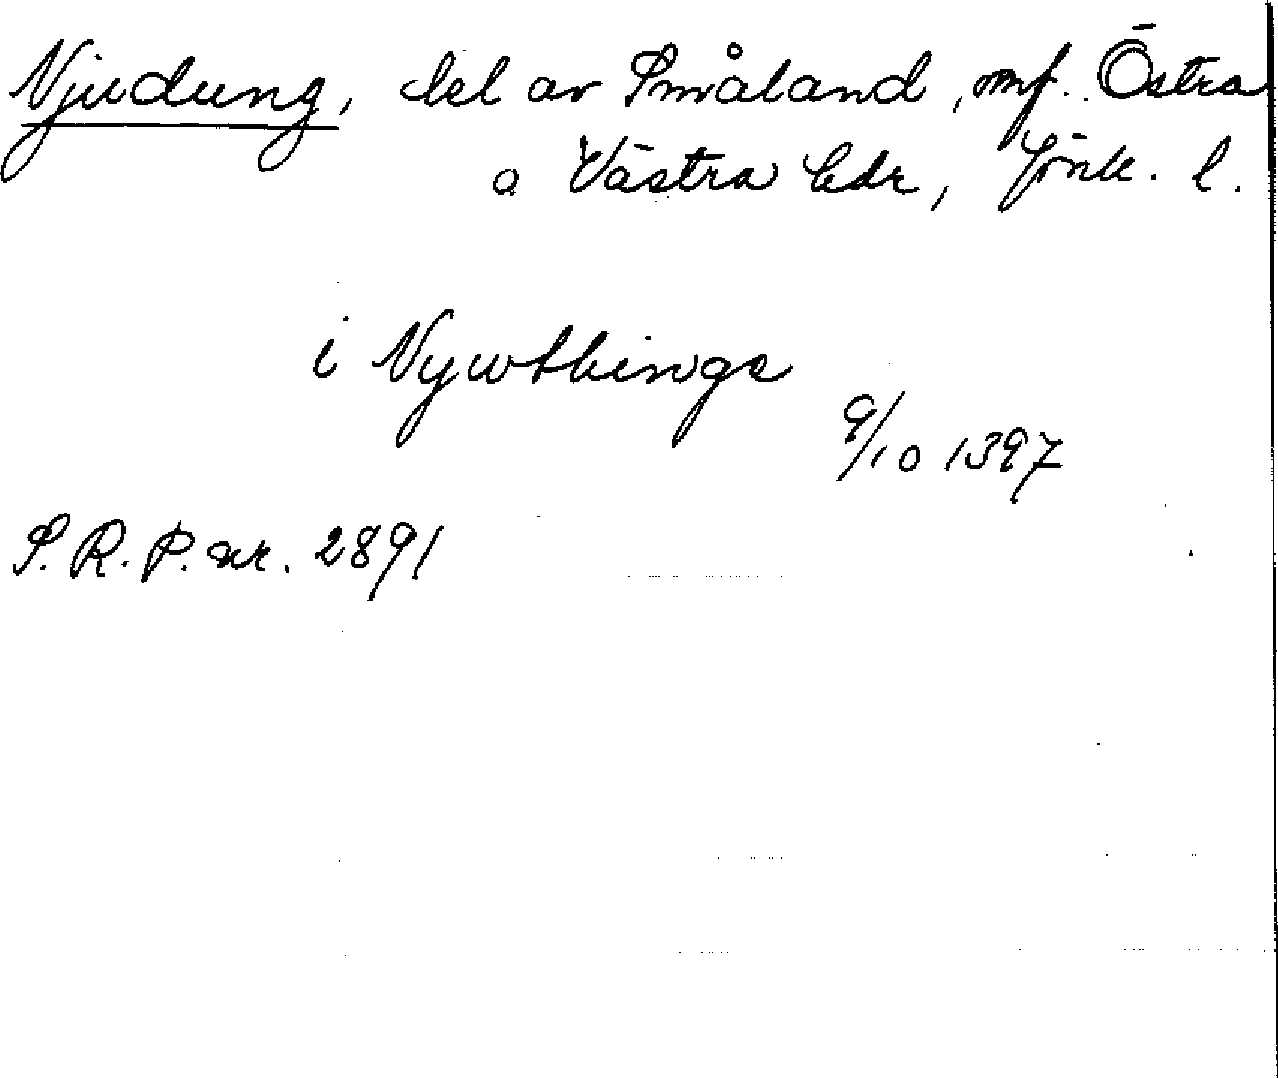 Njudung, del av Småland, omf. Östra
o Västra hdr, Jönk. l.
i Nywthinge
9/10 1397
S.R.P. nr. 2891